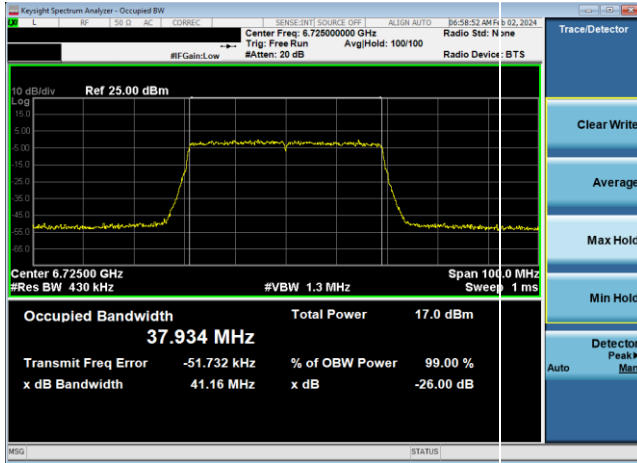 Keysight Spectrum Analyzer - Occupied BW
L RF 50 Ω AC CORREC SENSE:INT SOURCE OFF ALIGN AUTO 06:58:52 AM Feb 02, 2024
Center Freq: 6.725000000 GHz Radio Std: None
Trig: Free Run Avg|Hold: 100/100
#IFGain:Low #Atten: 20 dB Radio Device: BTS
Trace/Detector
10 dB/div Ref 25.00 dBm
Log
15.0
5.00
-5.00
-15.0
-25.0
-35.0
-45.0
-55.0
-65.0
Center 6.72500 GHz Span 100.0 MHz
#Res BW 430 kHz #VBW 1.3 MHz Sweep 1 ms
Occupied Bandwidth Total Power 17.0 dBm
37.934 MHz
Transmit Freq Error -51.732 kHz % of OBW Power 99.00 %
x dB Bandwidth 41.16 MHz x dB -26.00 dB
Clear Write
Average
Max Hold
Min Hold
Detector
Peak
Auto Man
MSG STATUS